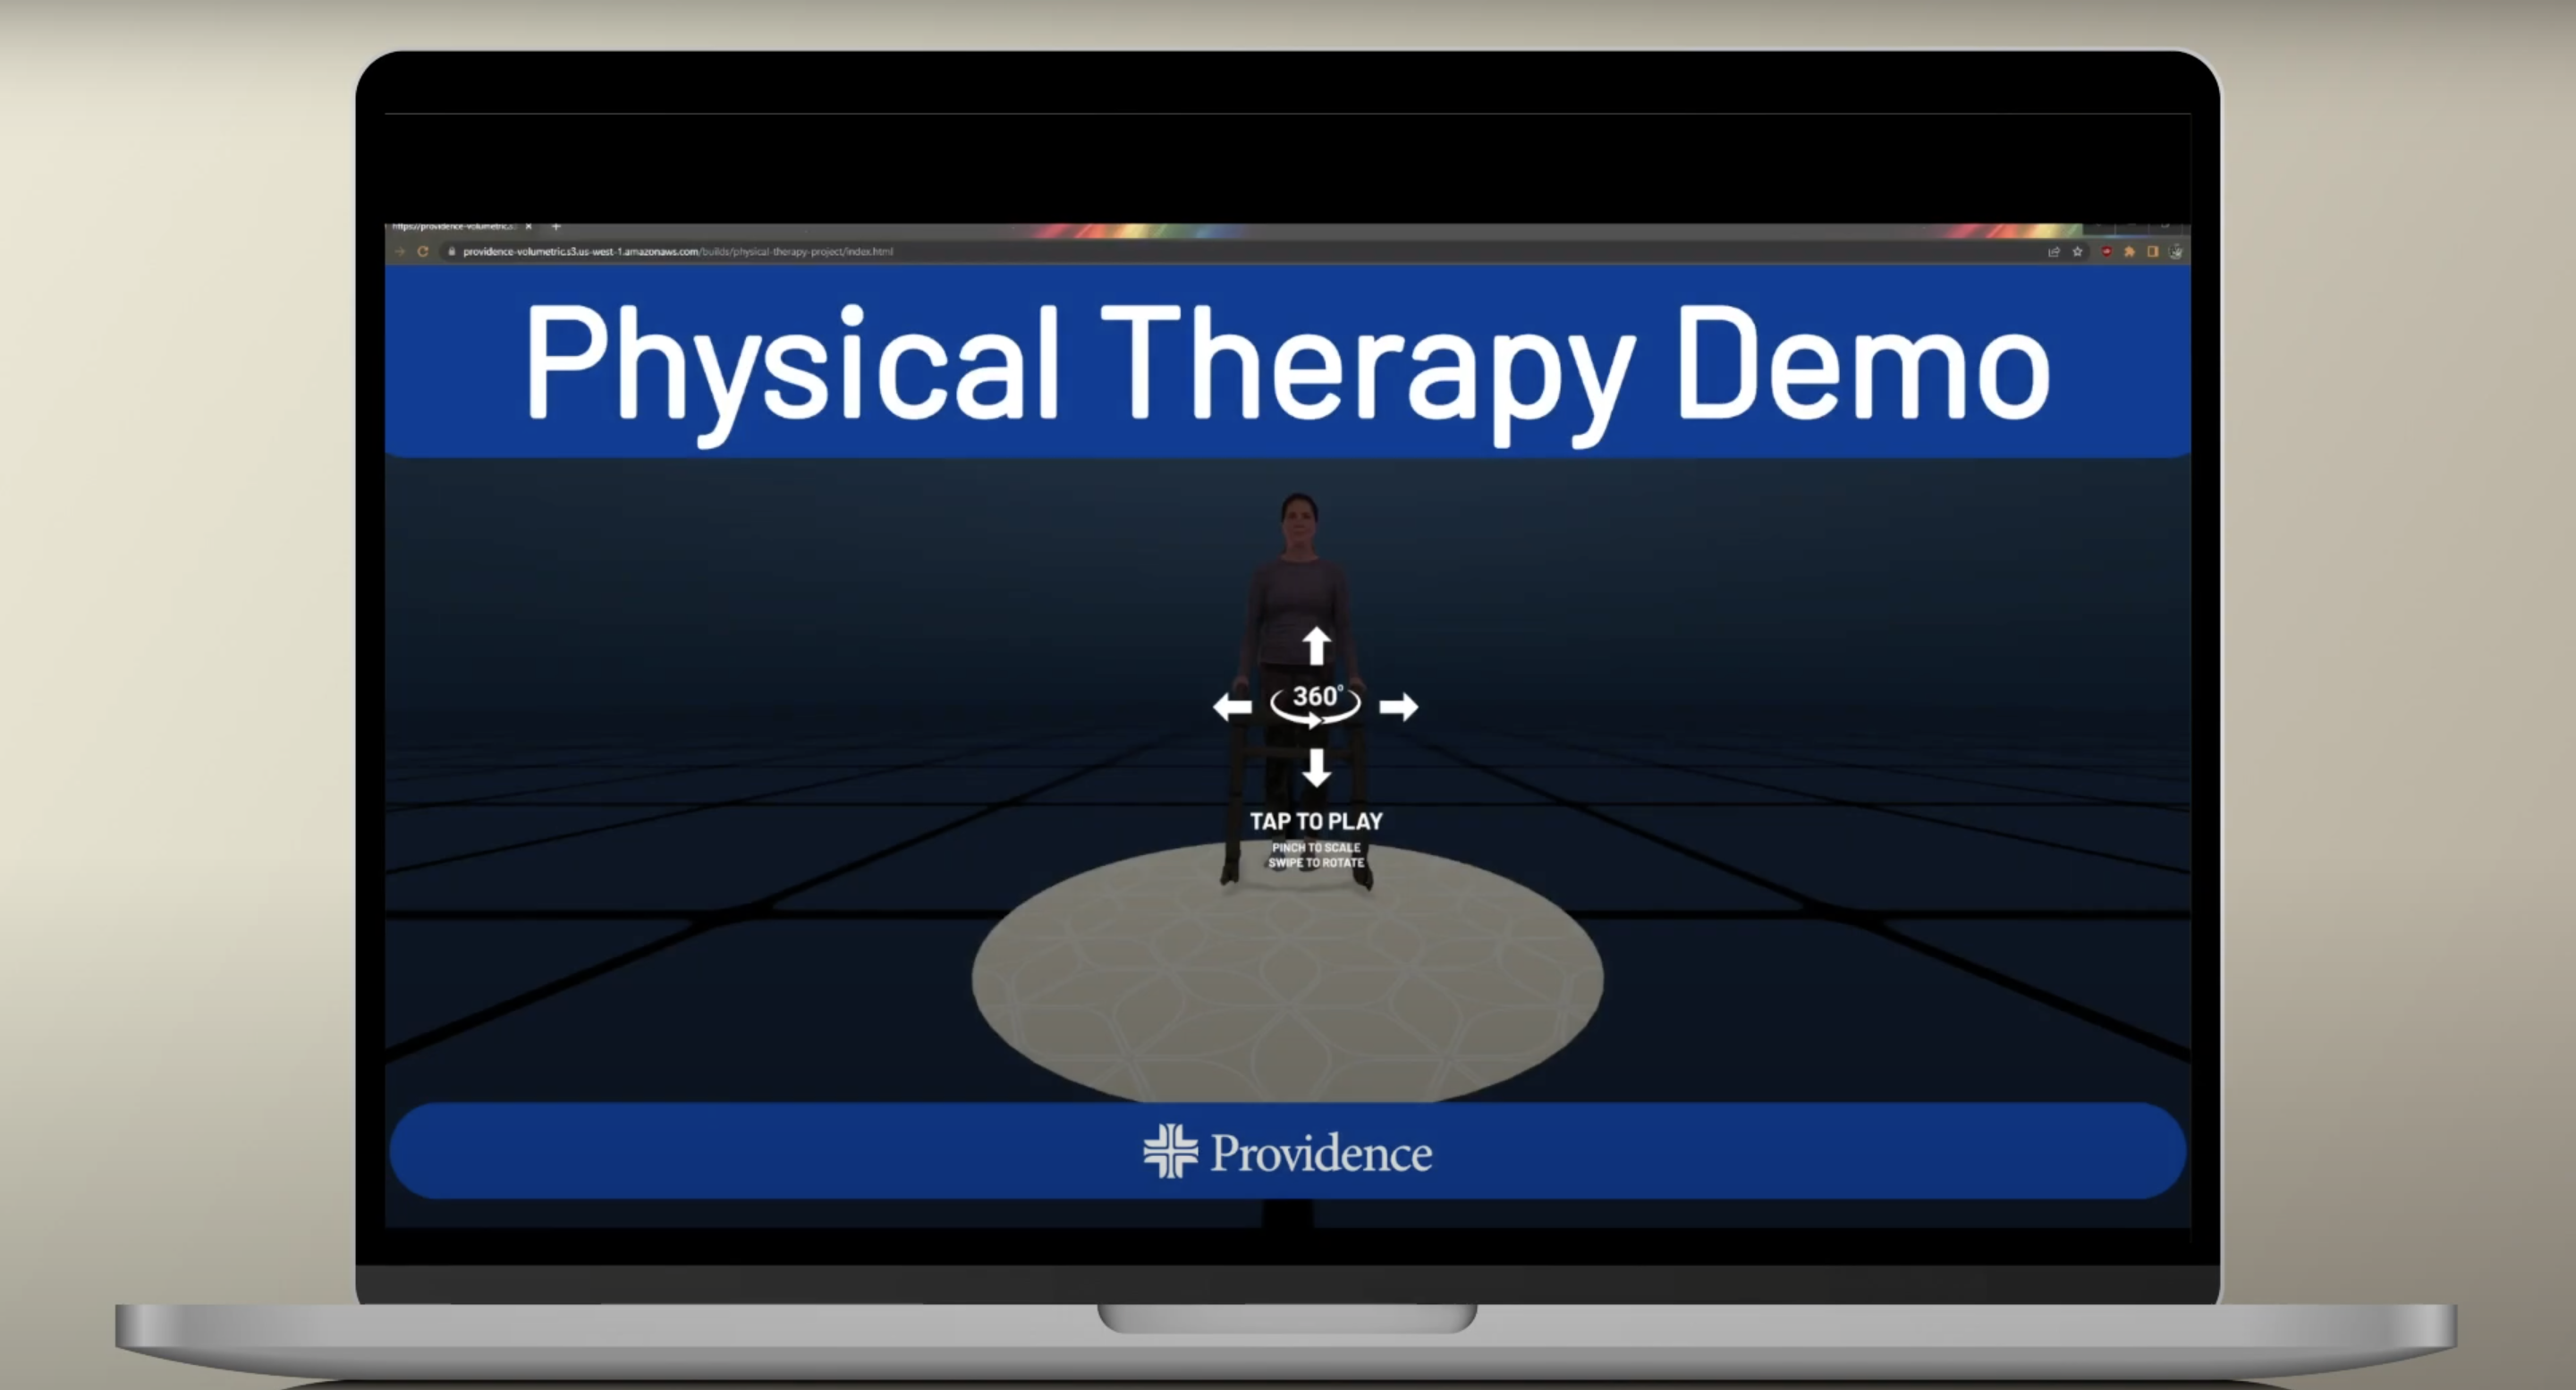 https://providence-volumetric.s3
providence-volumetric.s3.us-west-1.amazonaws.com/builds/physical-therapy-project/index.html
Physical Therapy Demo
360°
TAP TO PLAY
PINCH TO SCALE
SWIPE TO ROTATE
Providence